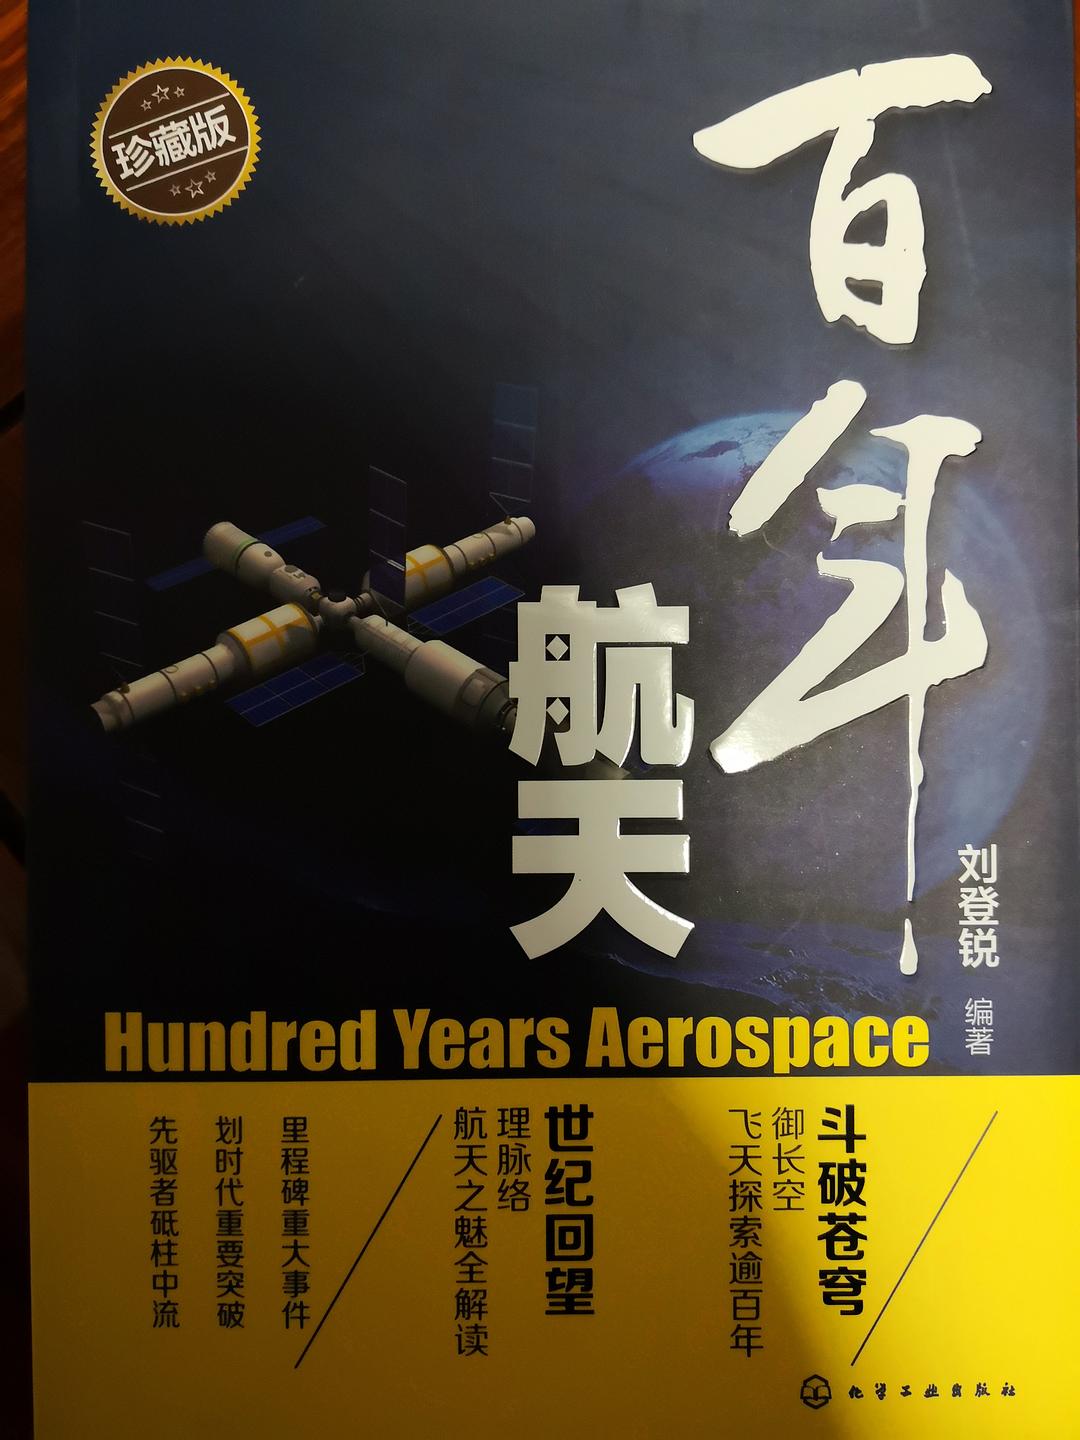 珍藏版
百年
航天
刘登锐 编著
Hundred Years Aerospace
斗破苍穹
御长空
飞天探索逾百年
世纪回望
理脉络
航天之魅全解读
里程碑重大事件
划时代重要突破
先驱者砥柱中流
化学工业出版社